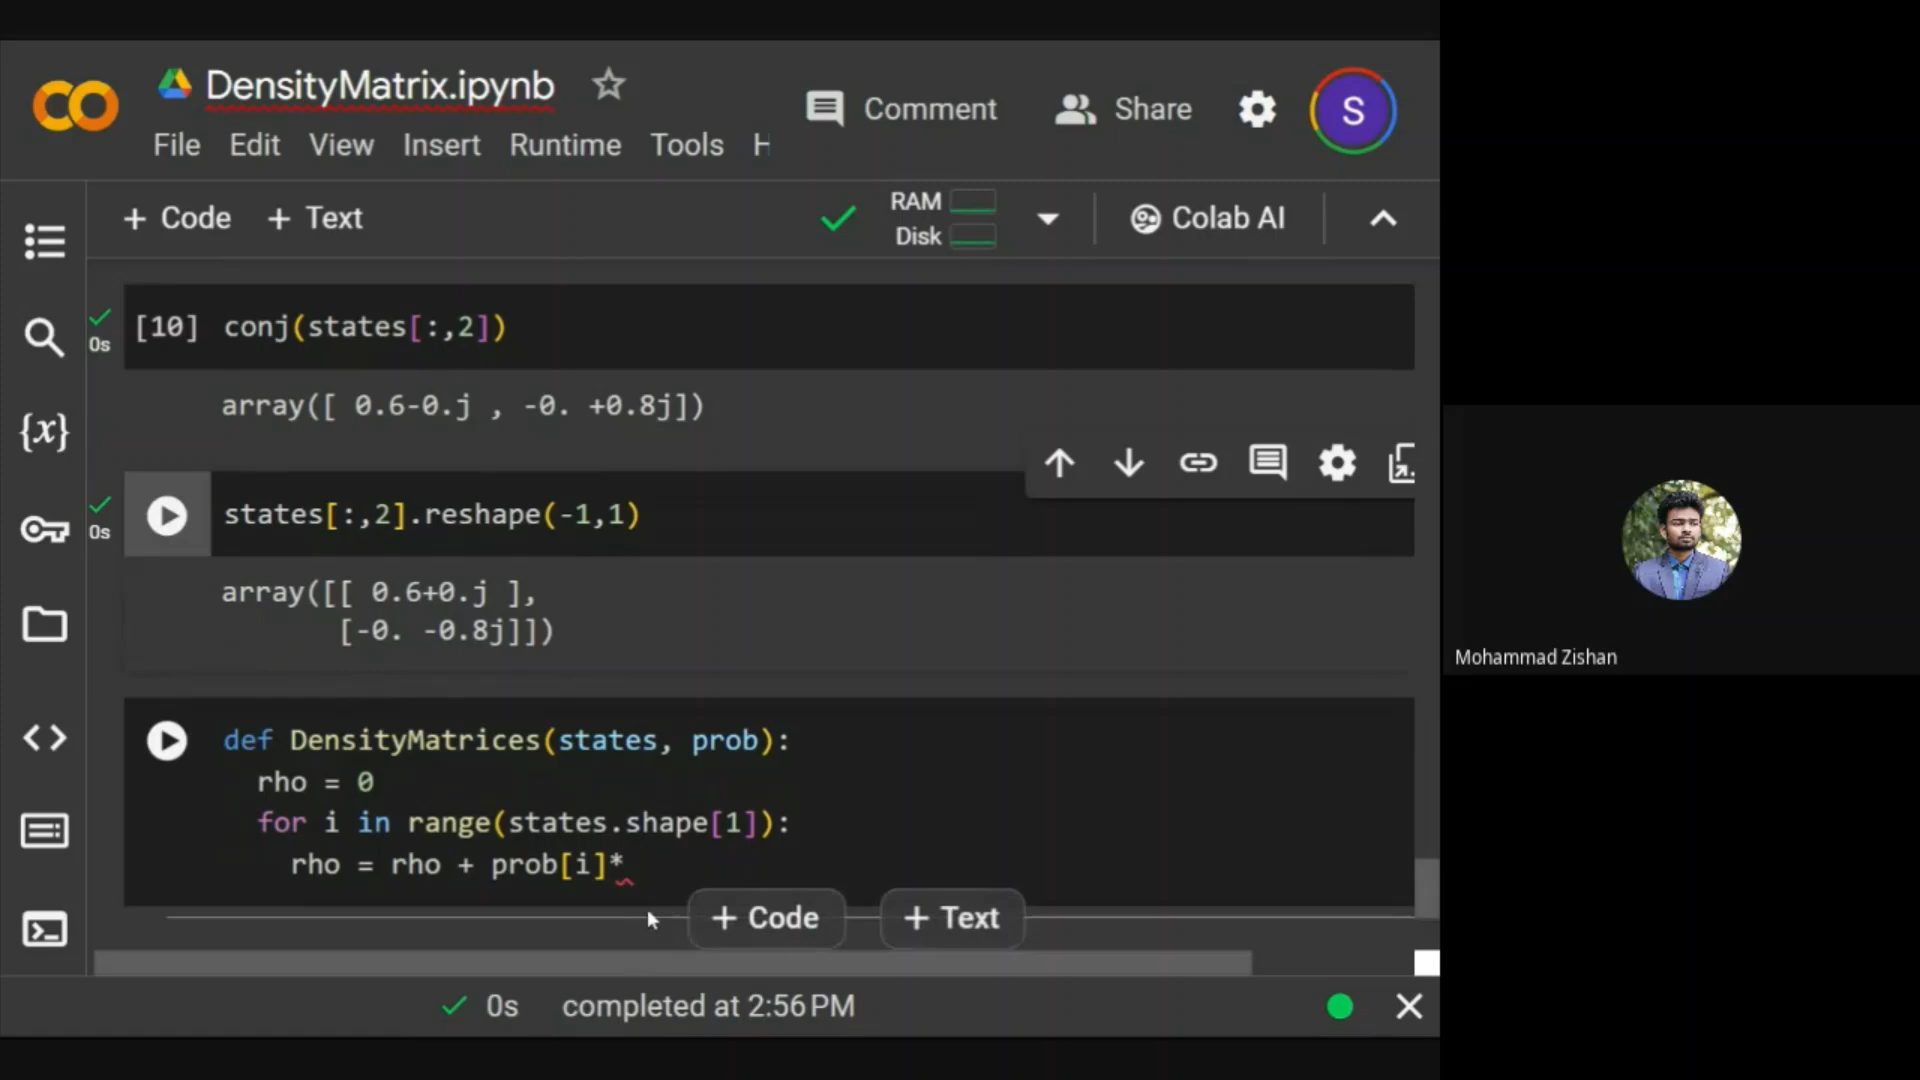 DensityMatrix.ipynb
Comment
Share
S
File Edit View Insert Runtime Tools H
+ Code + Text
RAM
Disk
Colab AI
{x}
[10] conj(states[:,2])
0s
array([ 0.6-0.j , -0. +0.8j])
states[:,2].reshape(-1,1)
0s
array([[ 0.6+0.j ],
[-0. -0.8j]])
def DensityMatrices(states, prob):
rho = 0
for i in range(states.shape[1]):
rho = rho + prob[i]*
+ Code + Text
0s completed at 2:56 PM
Mohammad Zishan